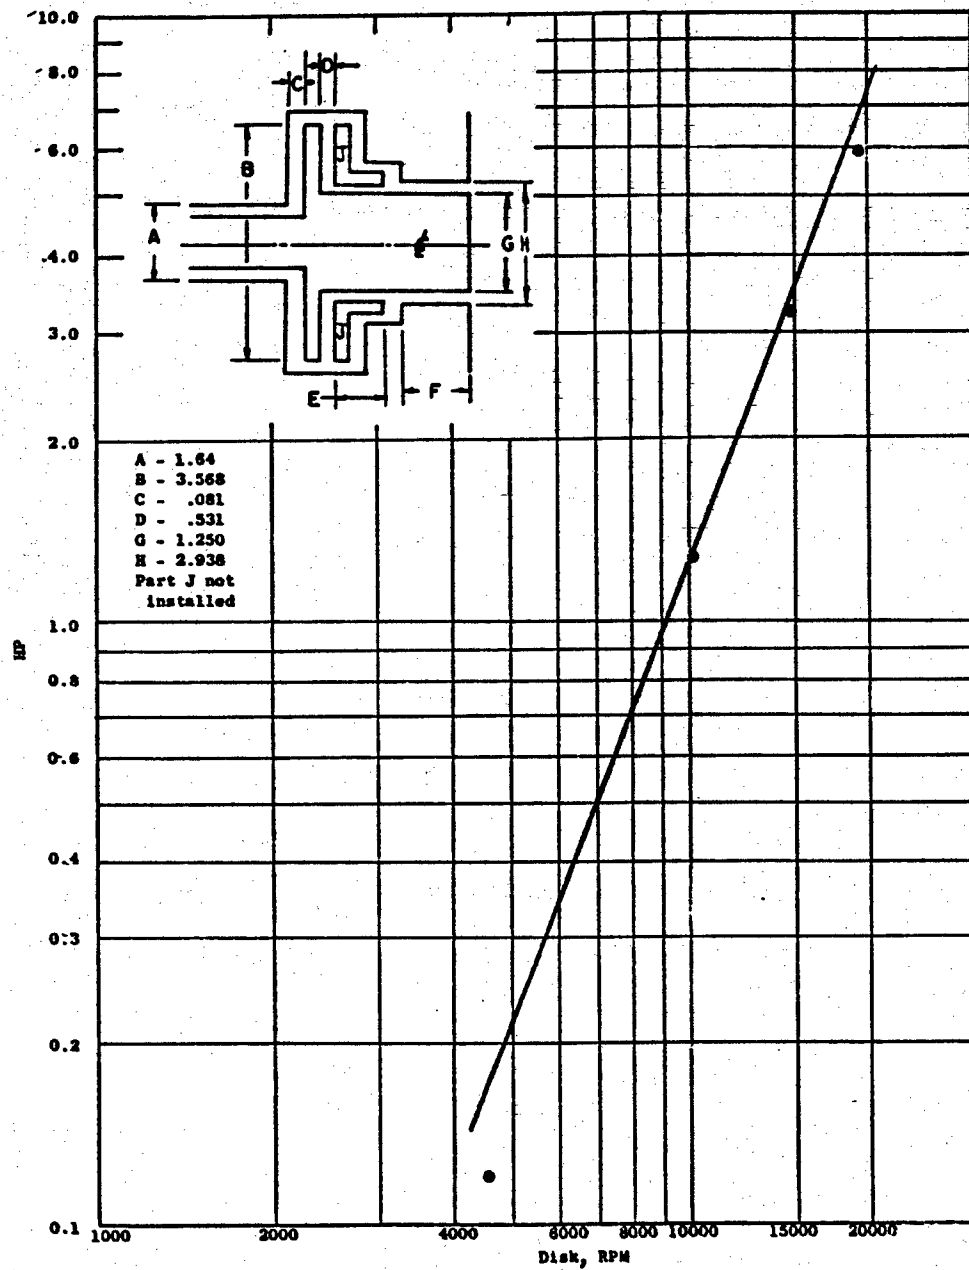 10.0
8.0
6.0
.4.0
3.0
2.0
1.0
0.8
0.6
0.4
0.3
0.2
0.1
HP
D
C
B
J
A
G H
J
E
F
A - 1.64
B - 3.568
C - .081
D - .531
G - 1.250
H - 2.938
Part J not
installed
1000 2000 4000 6000 8000 10000 15000 20000
Disk, RPM